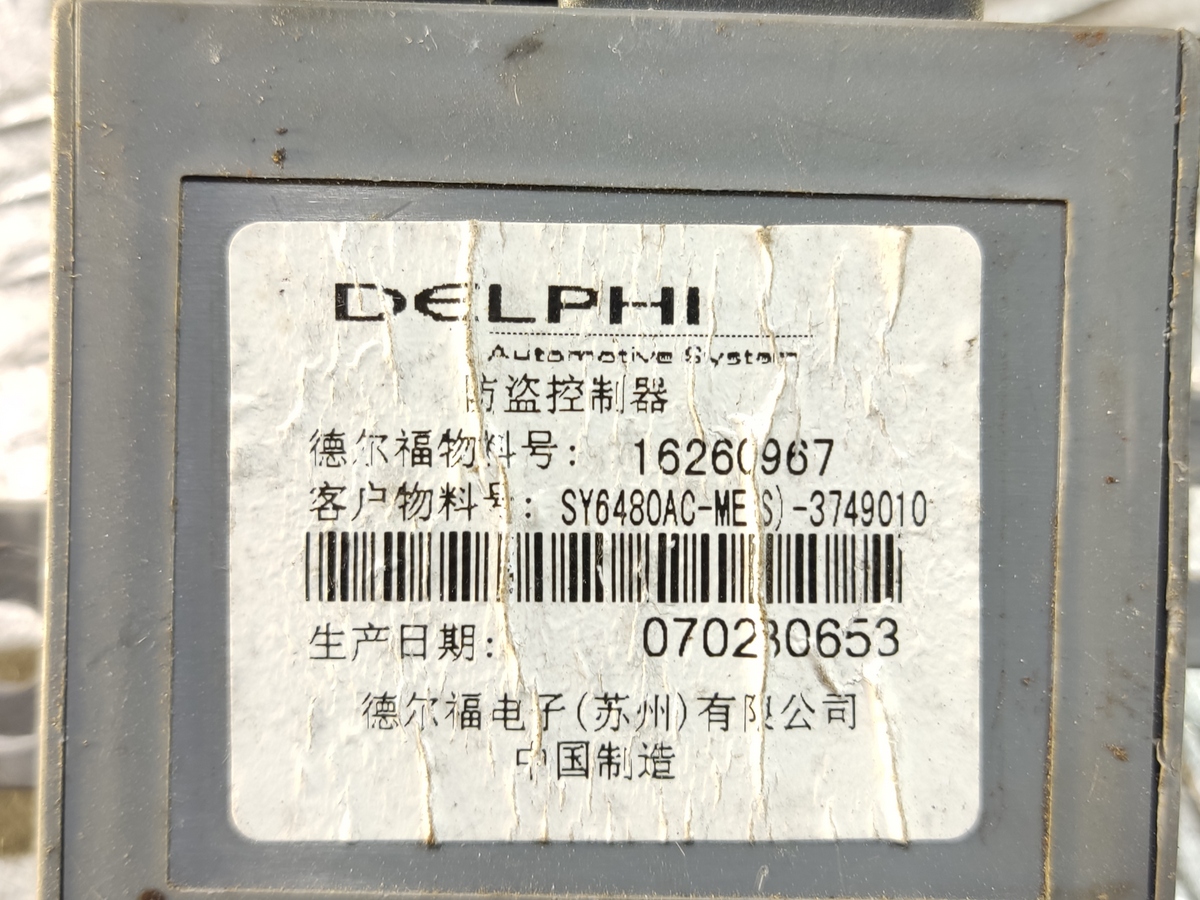 DELPHI
Automotive System
防盗控制器
德尔福物料号: 16260967
客户物料号: SY6480AC-ME(S)-3749010
生产日期: 070230653
德尔福电子(苏州)有限公司
中国制造